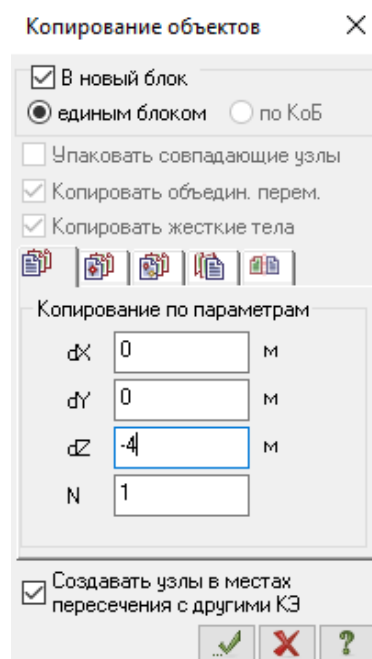 Копирование объектов
В новый блок
единым блоком по КоБ
Упаковать совпадающие узлы
Копировать объедин. перем.
Копировать жесткие тела
Копирование по параметрам
dX 0 м
dY 0 м
dZ -4 м
N 1
Создавать узлы в местах
пересечения с другими КЭ
?